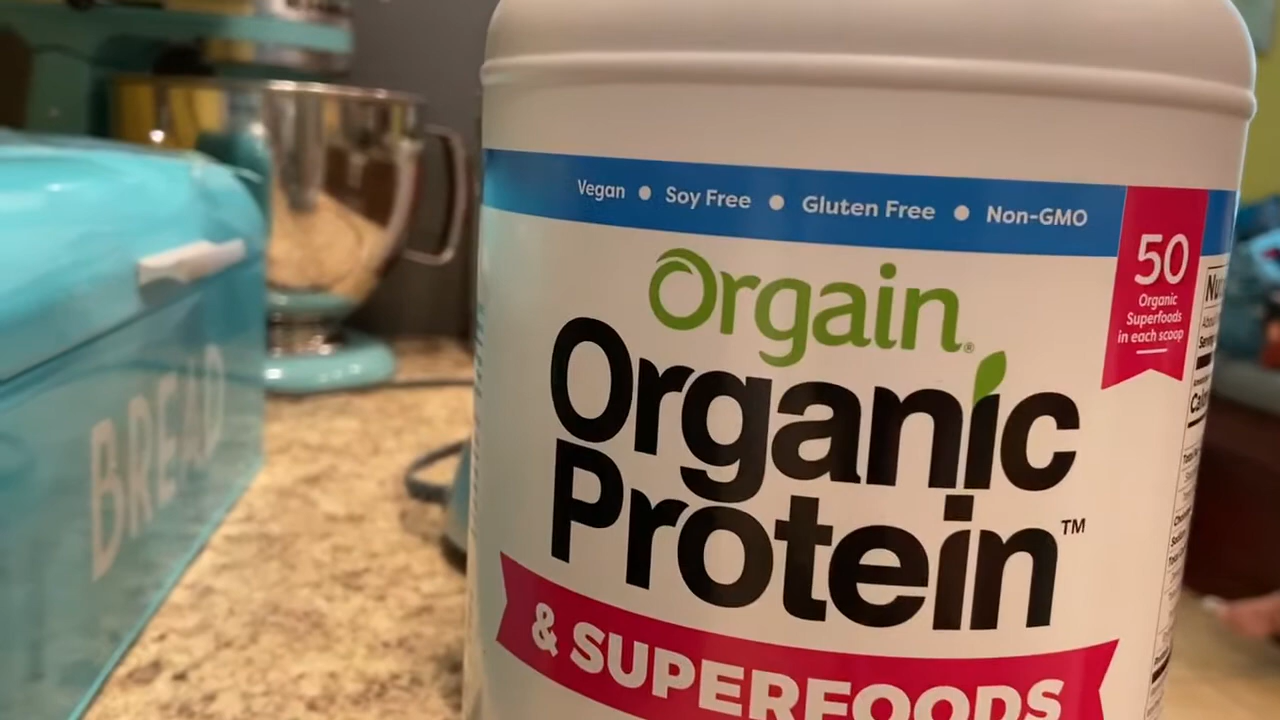 BREAD
Vegan • Soy Free • Gluten Free • Non-GMO
50
Organic
Superfoods
in each scoop
Orgain®
Organic
Protein™
& SUPERFOODS